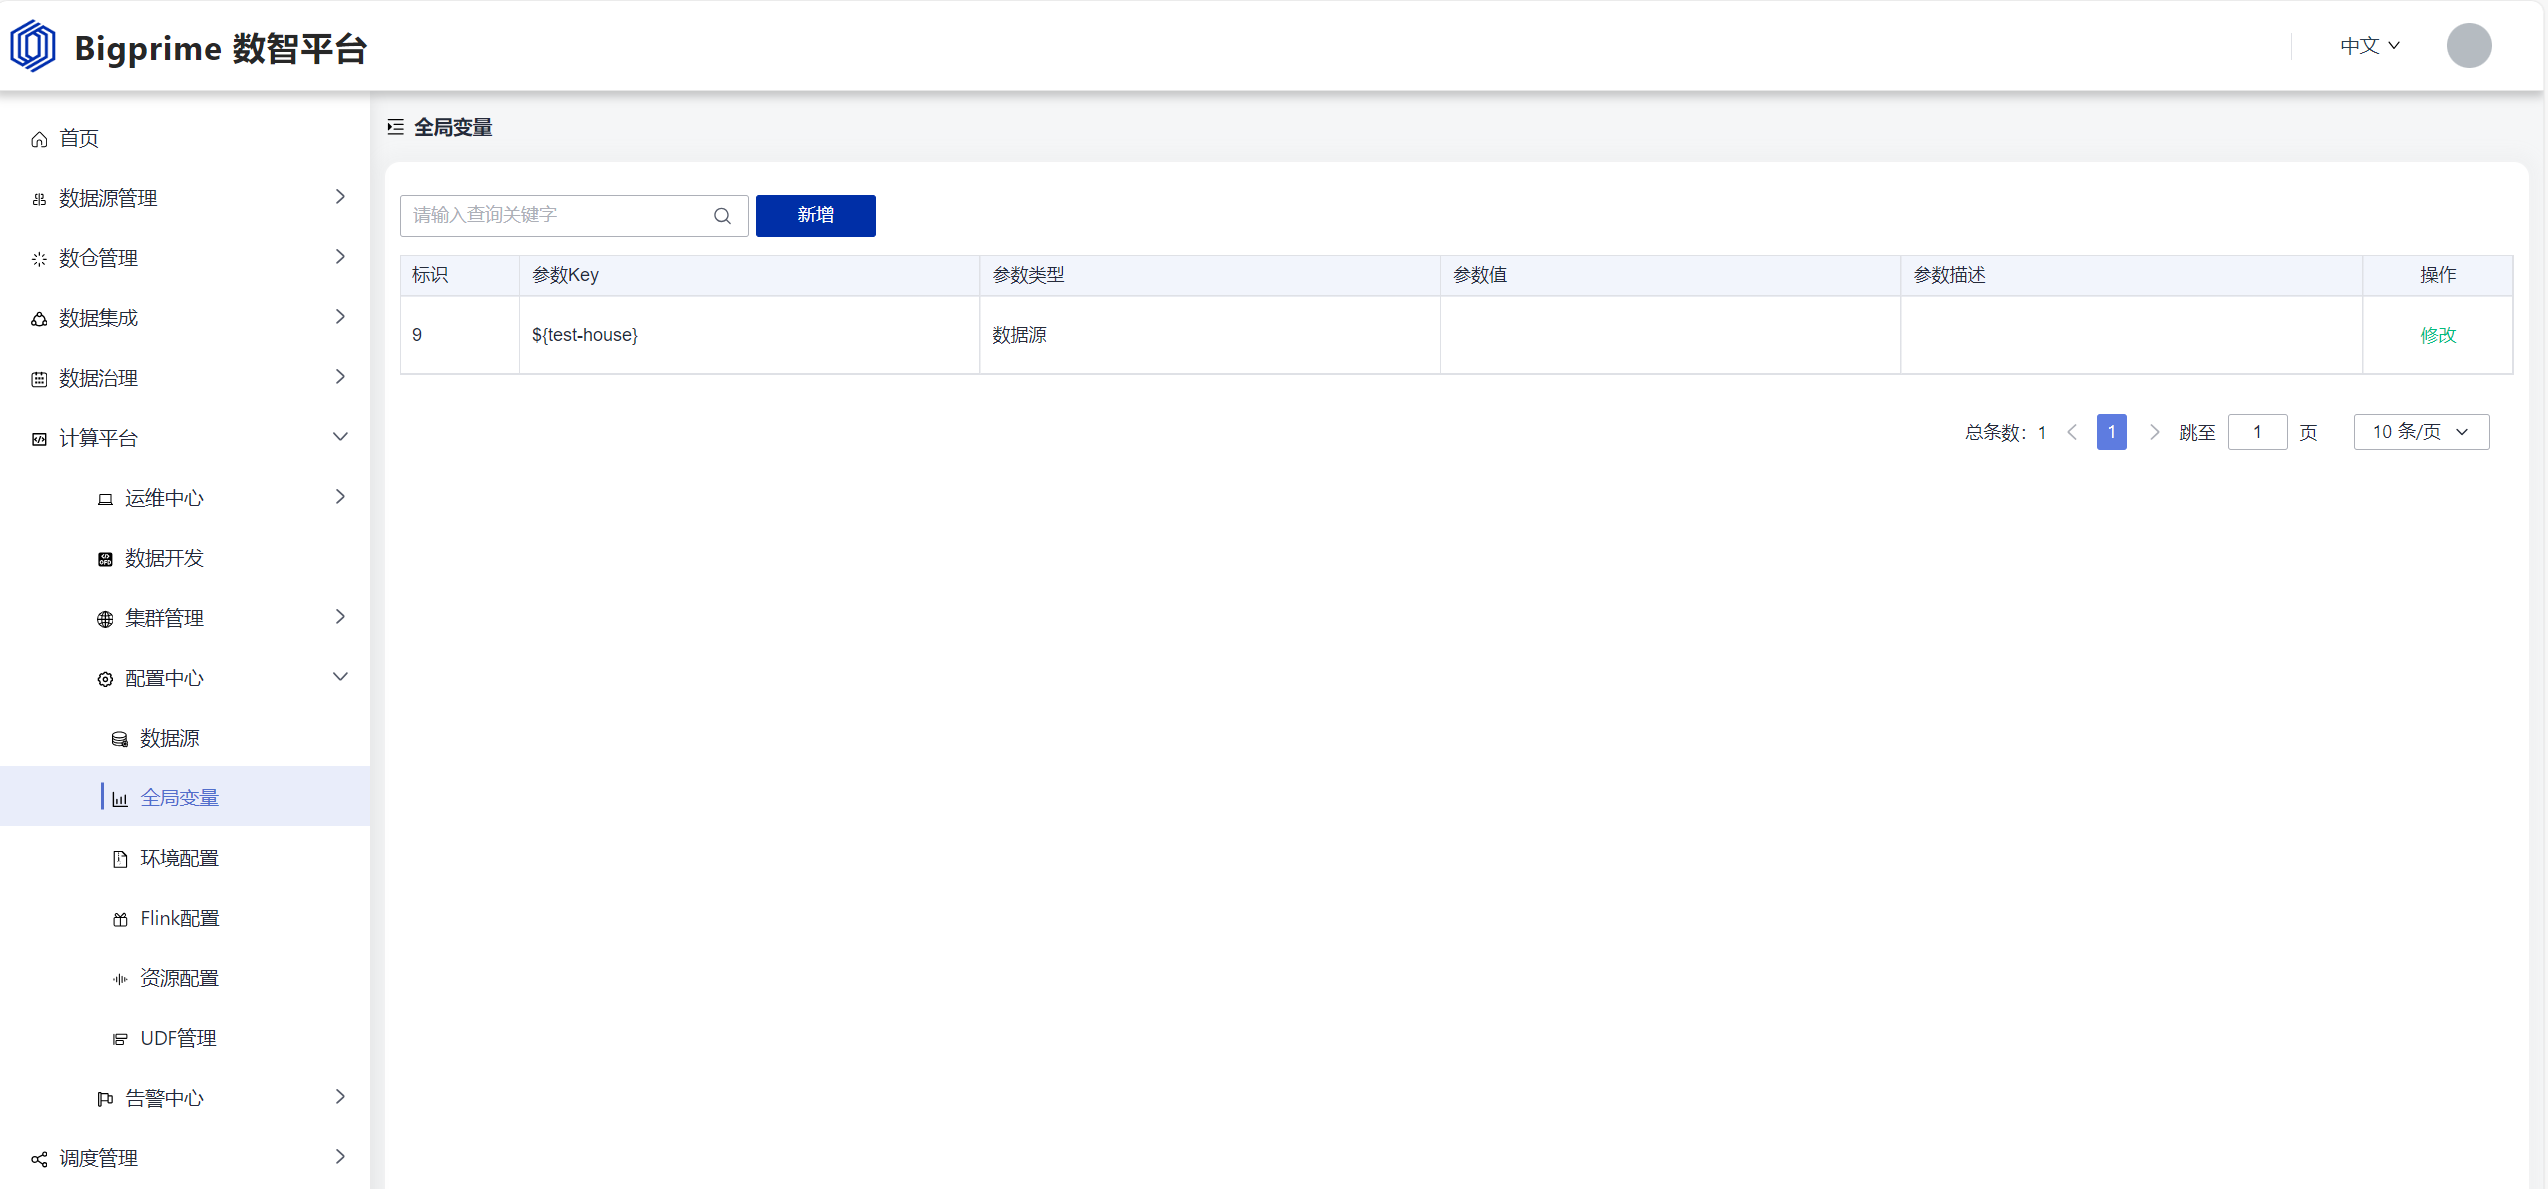 Bigprime 数智平台
中文
首页
数据源管理
数仓管理
数据集成
数据治理
计算平台
运维中心
数据开发
集群管理
配置中心
数据源
全局变量
环境配置
Flink配置
资源配置
UDF管理
告警中心
调度管理
全局变量
请输入查询关键字 新增
标识 参数Key 参数类型 参数值 参数描述 操作
9 ${test-house} 数据源 修改
总条数：1 1 跳至 1 页 10 条/页